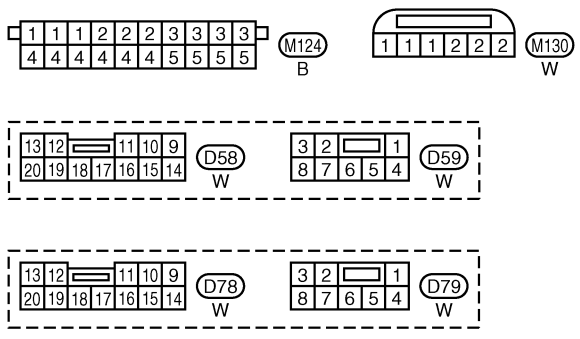 1 1 1 2 2 2 3 3 3 3
4 4 4 4 4 4 5 5 5 5
M124
B
1 1 1 2 2 2
M130
W
13 12 11 10 9
20 19 18 17 16 15 14
D58
W
3 2 1
8 7 6 5 4
D59
W
13 12 11 10 9
20 19 18 17 16 15 14
D78
W
3 2 1
8 7 6 5 4
D79
W